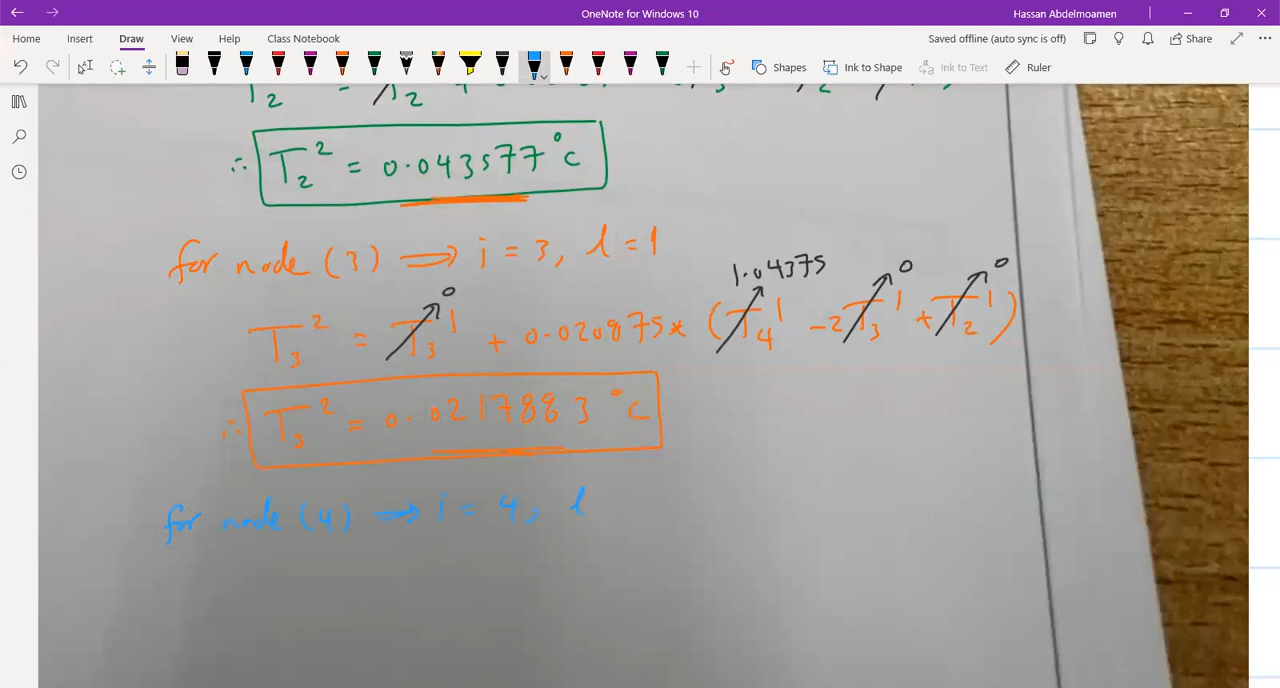 OneNote for Windows 10
Hassan Abdelmoamen
Home Insert Draw View Help Class Notebook
Saved offline (auto sync is off)
Share
Shapes Ink to Shape Ink to Text Ruler
∴ T₂² = 0.043577 °C
for node (3) ⟹ i = 3, l = 1
1.04375 0 0
0
T₃² = T₃¹ + 0.020875* (T₄¹ - 2T₃¹ + T₂¹)
∴ T₃² = 0.0217883 °C
for node (4) ⟹ i = 4, l